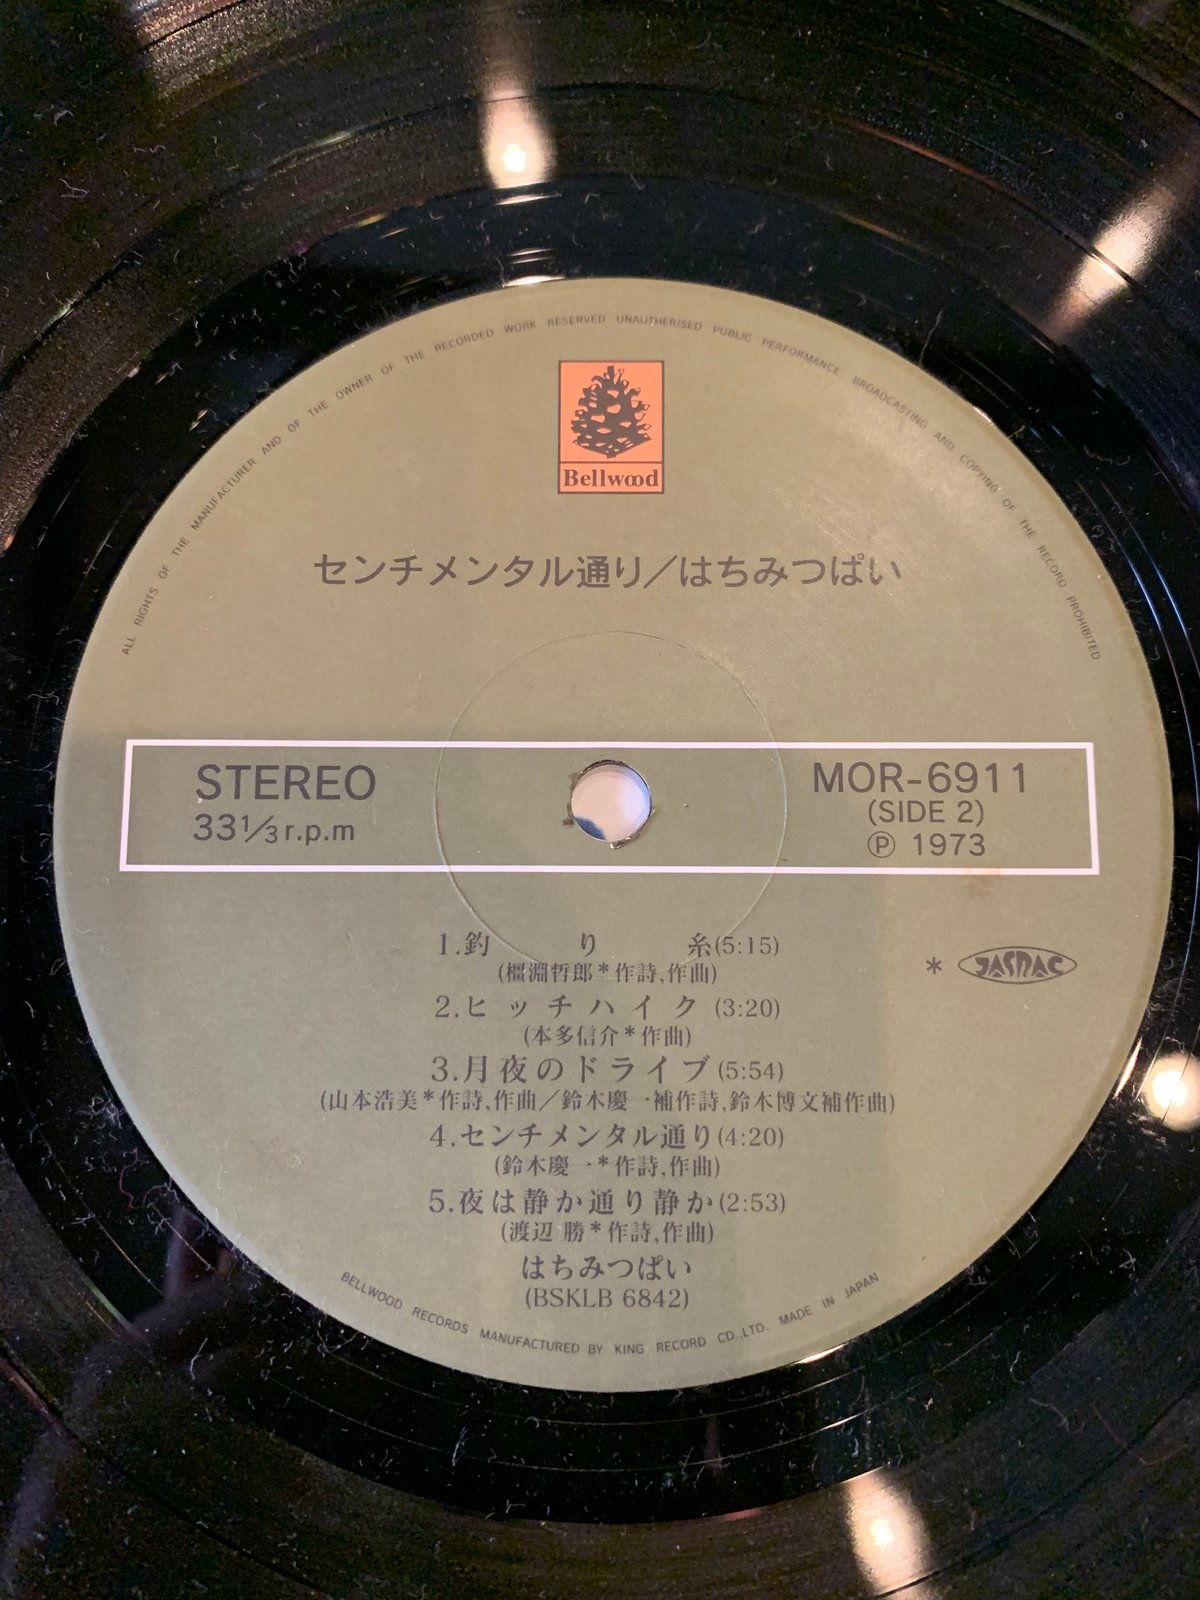 ALL RIGHTS OF THE MANUFACTURER AND OF THE OWNER OF THE RECORDED WORK RESERVED UNAUTHERISED PUBLIC PERFORMANCE. BROADCASTING AND COPYING OF THE RECORD PROHIBITED
Bellwood
センチメンタル通り/はちみつぱい
STEREO
33⅓r.p.m
MOR-6911
(SIDE 2)
Ⓟ 1973
1.釣り糸(5:15)
(橿淵哲郎*作詩,作曲)
* JASRAC
2.ヒッチハイク(3:20)
(本多信介*作曲)
3.月夜のドライブ(5:54)
(山本浩美*作詩,作曲/鈴木慶一補作詩,鈴木博文補作曲)
4.センチメンタル通り(4:20)
(鈴木慶一*作詩,作曲)
5.夜は静か通り静か(2:53)
(渡辺 勝*作詩,作曲)
はちみつぱい
(BSKLB 6842)
BELLWOOD RECORDS MANUFACTURED BY KING RECORD CD.,LTD. MADE IN JAPAN